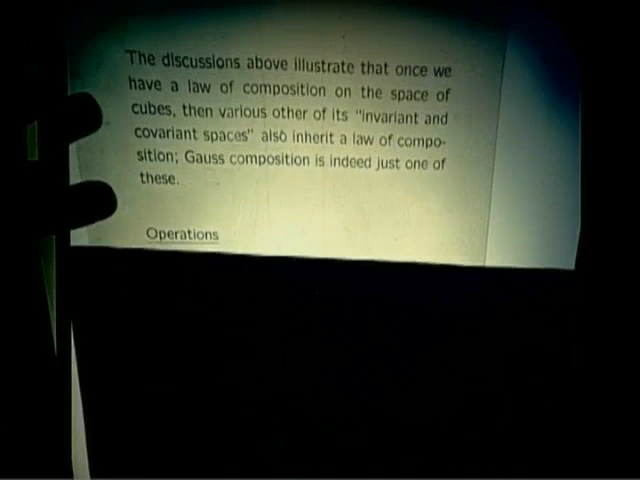 The discussions above illustrate that once we
have a law of composition on the space of
cubes, then various other of its "invariant and
covariant spaces" also inherit a law of compo-
sition; Gauss composition is indeed just one of
these.
Operations